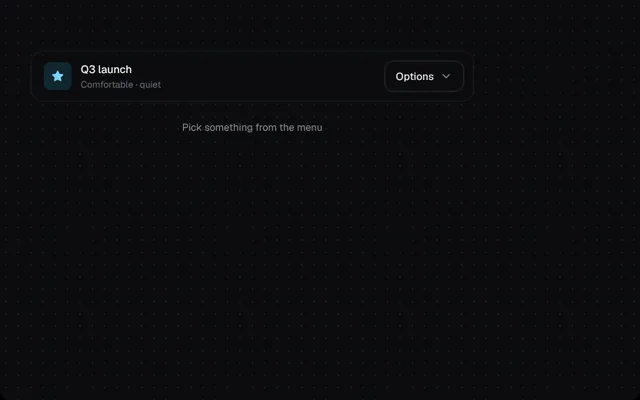 Q3 launch
Comfortable · quiet
Options
Pick something from the menu